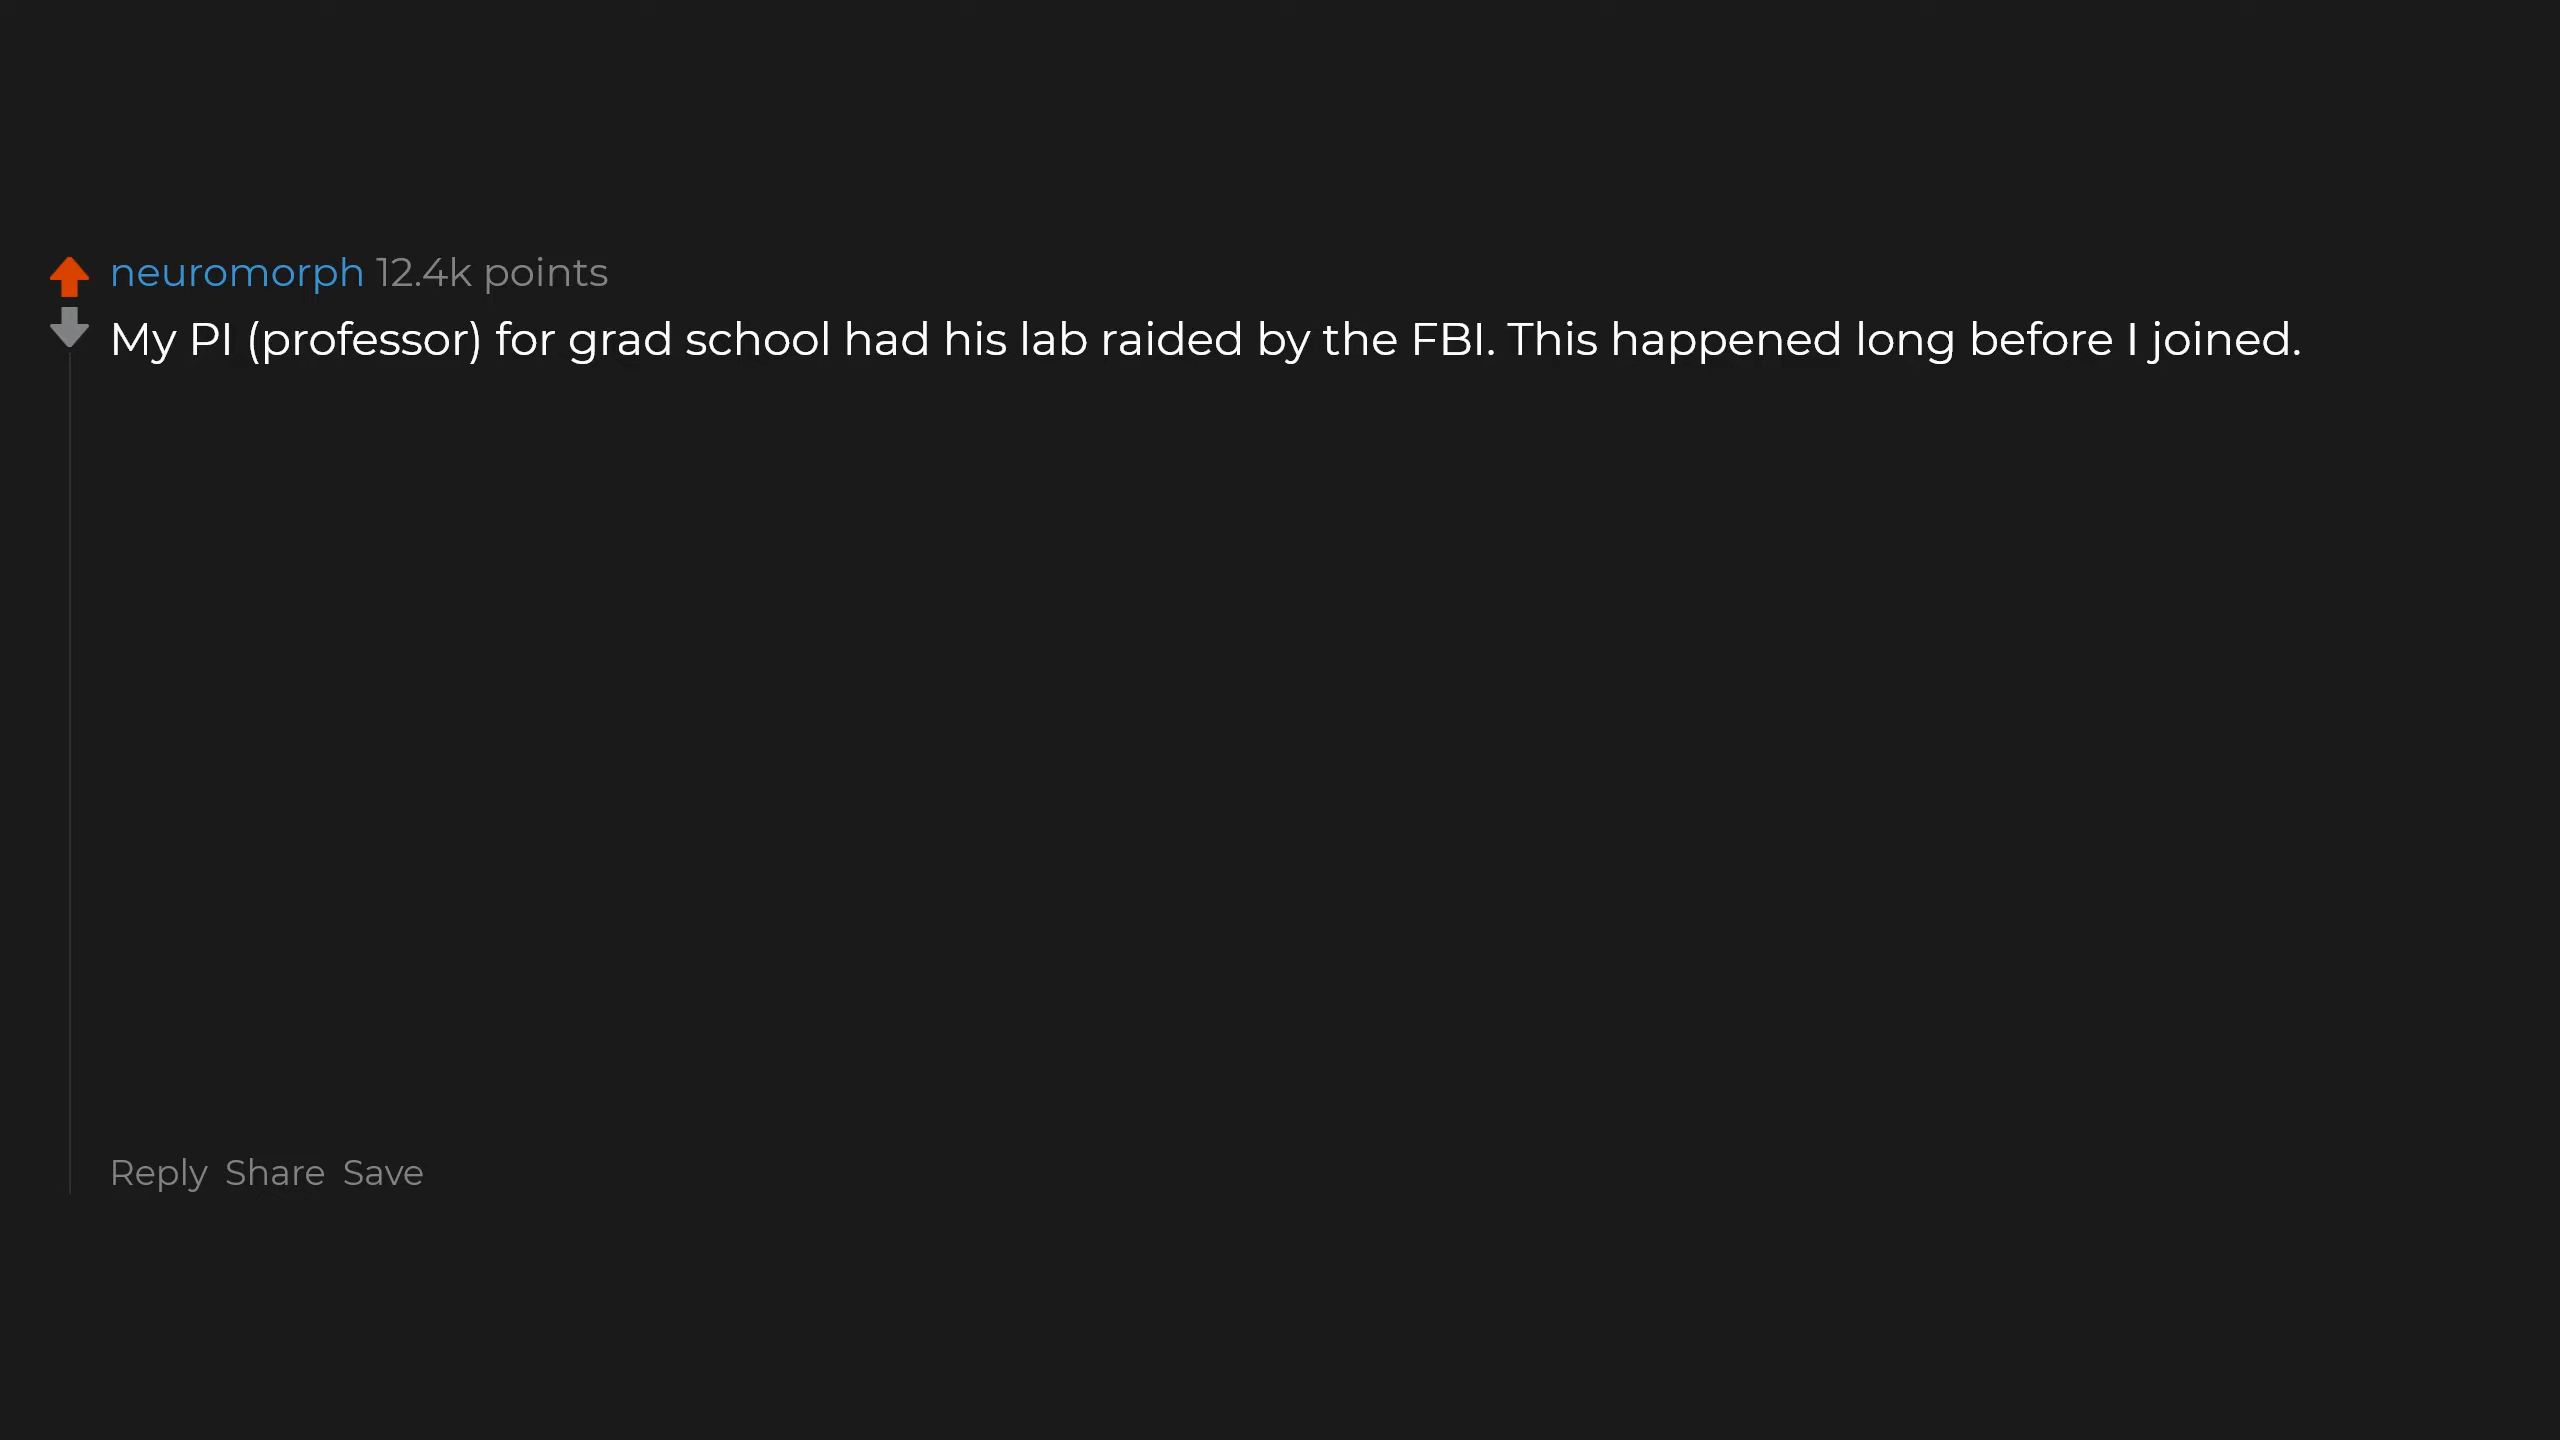 neuromorph 12.4k points
My PI (professor) for grad school had his lab raided by the FBI. This happened long before I joined.
Reply Share Save